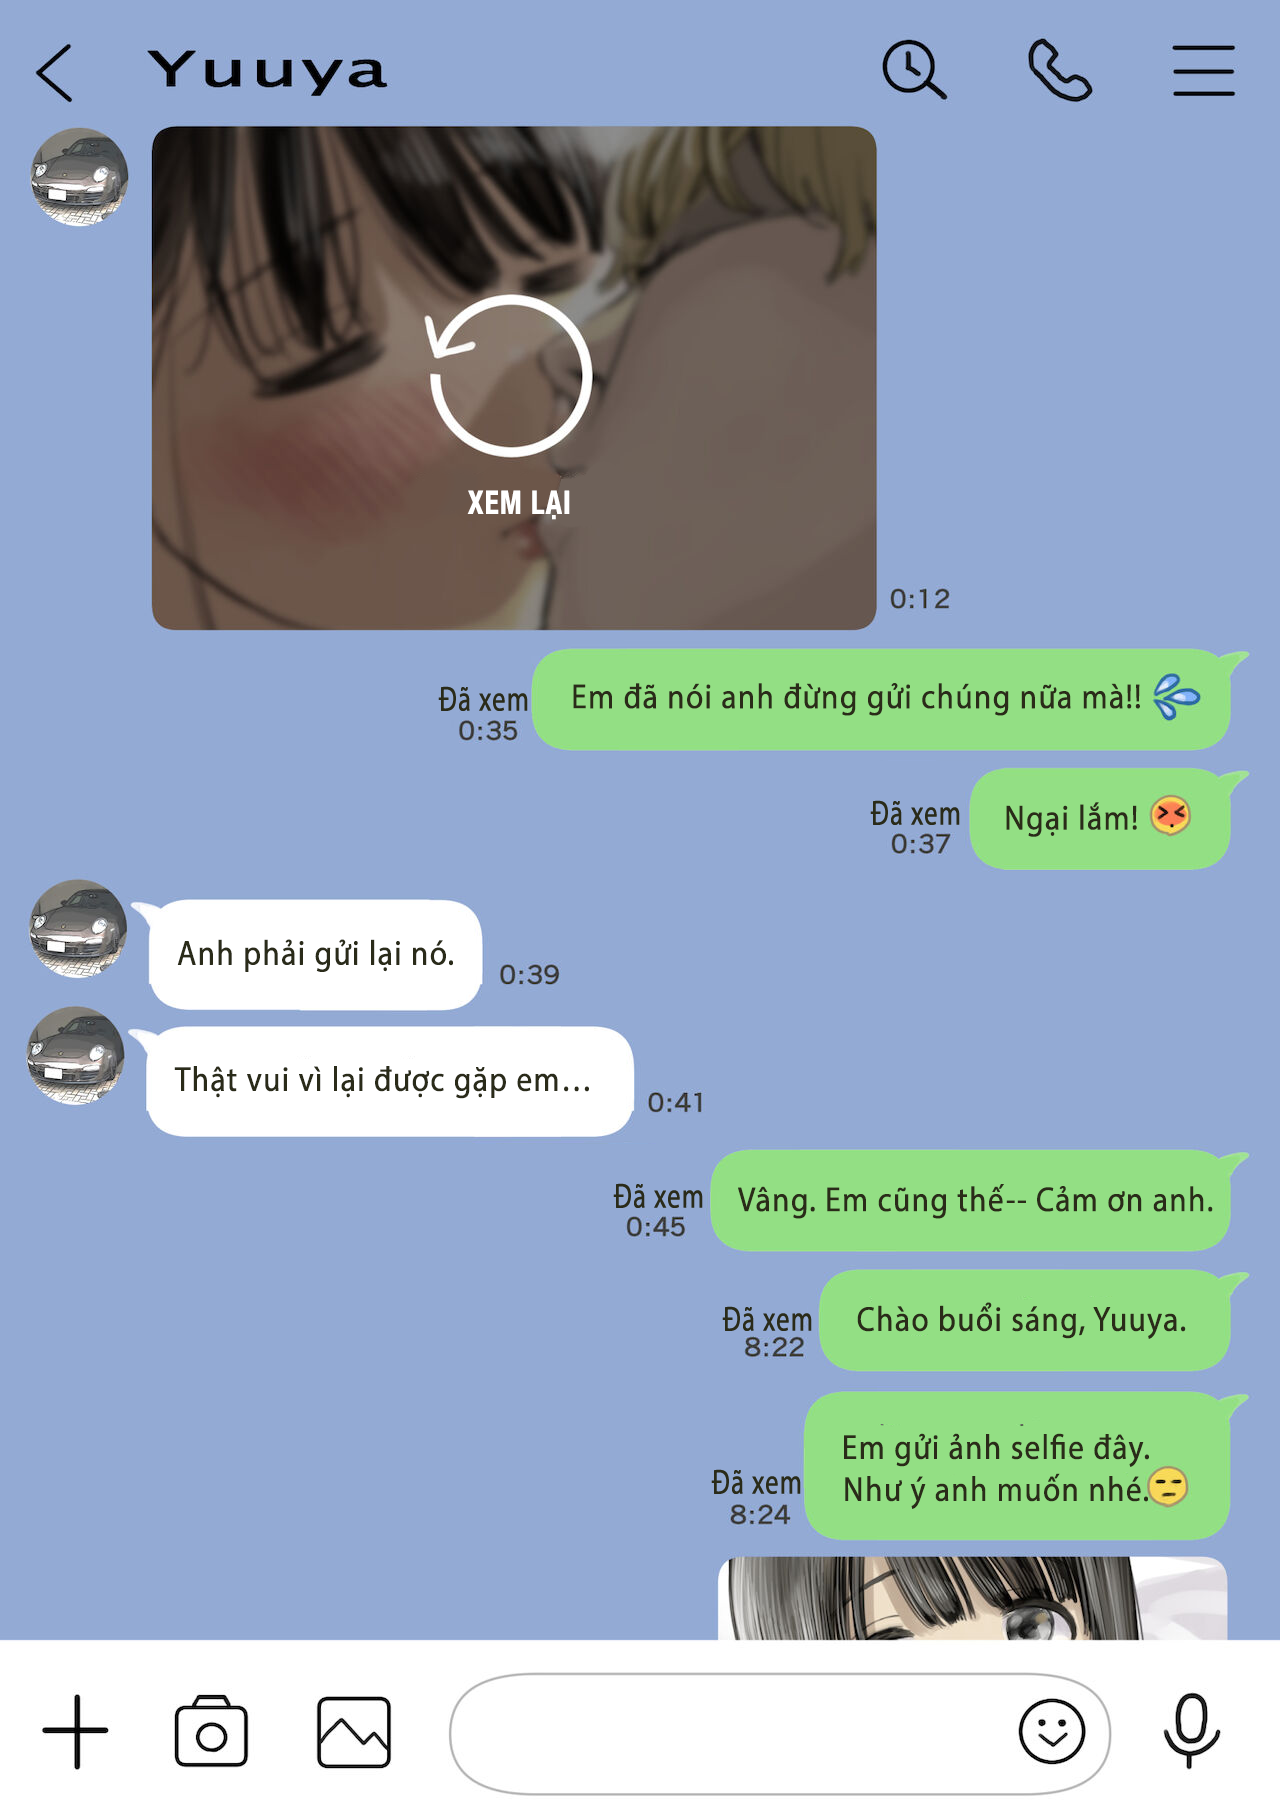 Yuuya
XEM LẠI
0:12
Em đã nói anh đừng gửi chúng nữa mà!! 💦
Đã xem
0:35
Ngại lắm! 😣
Đã xem
0:37
Anh phải gửi lại nó.
0:39
Thật vui vì lại được gặp em...
0:41
Vâng. Em cũng thế-- Cảm ơn anh.
Đã xem
0:45
Chào buổi sáng, Yuuya.
Đã xem
8:22
Em gửi ảnh selfie đây.
Như ý anh muốn nhé.😑
Đã xem
8:24